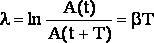 λ = ln A(t) / A(t + T) = βT